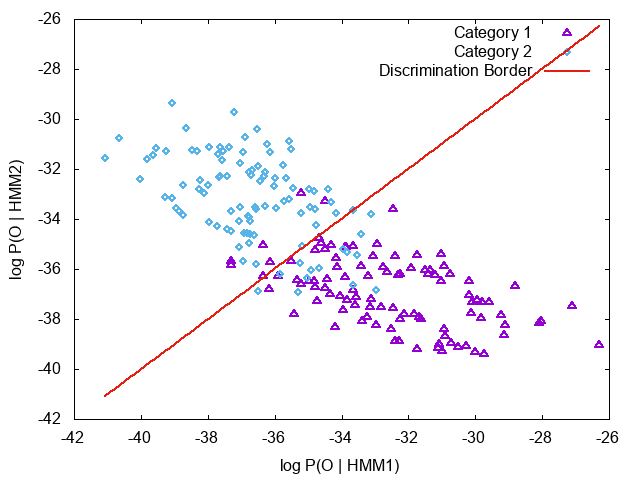 Category 1
Category 2
Discrimination Border
-26
-28
-30
-32
-34
-36
-38
-40
-42
log P(O | HMM2)
-42 -40 -38 -36 -34 -32 -30 -28 -26
log P(O | HMM1)